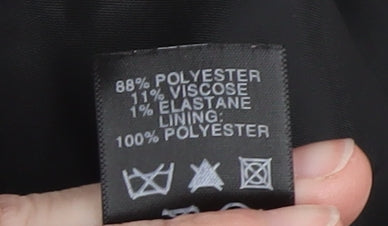 88% POLYESTER
11% VISCOSE
1% ELASTANE
LINING:
100% POLYESTER